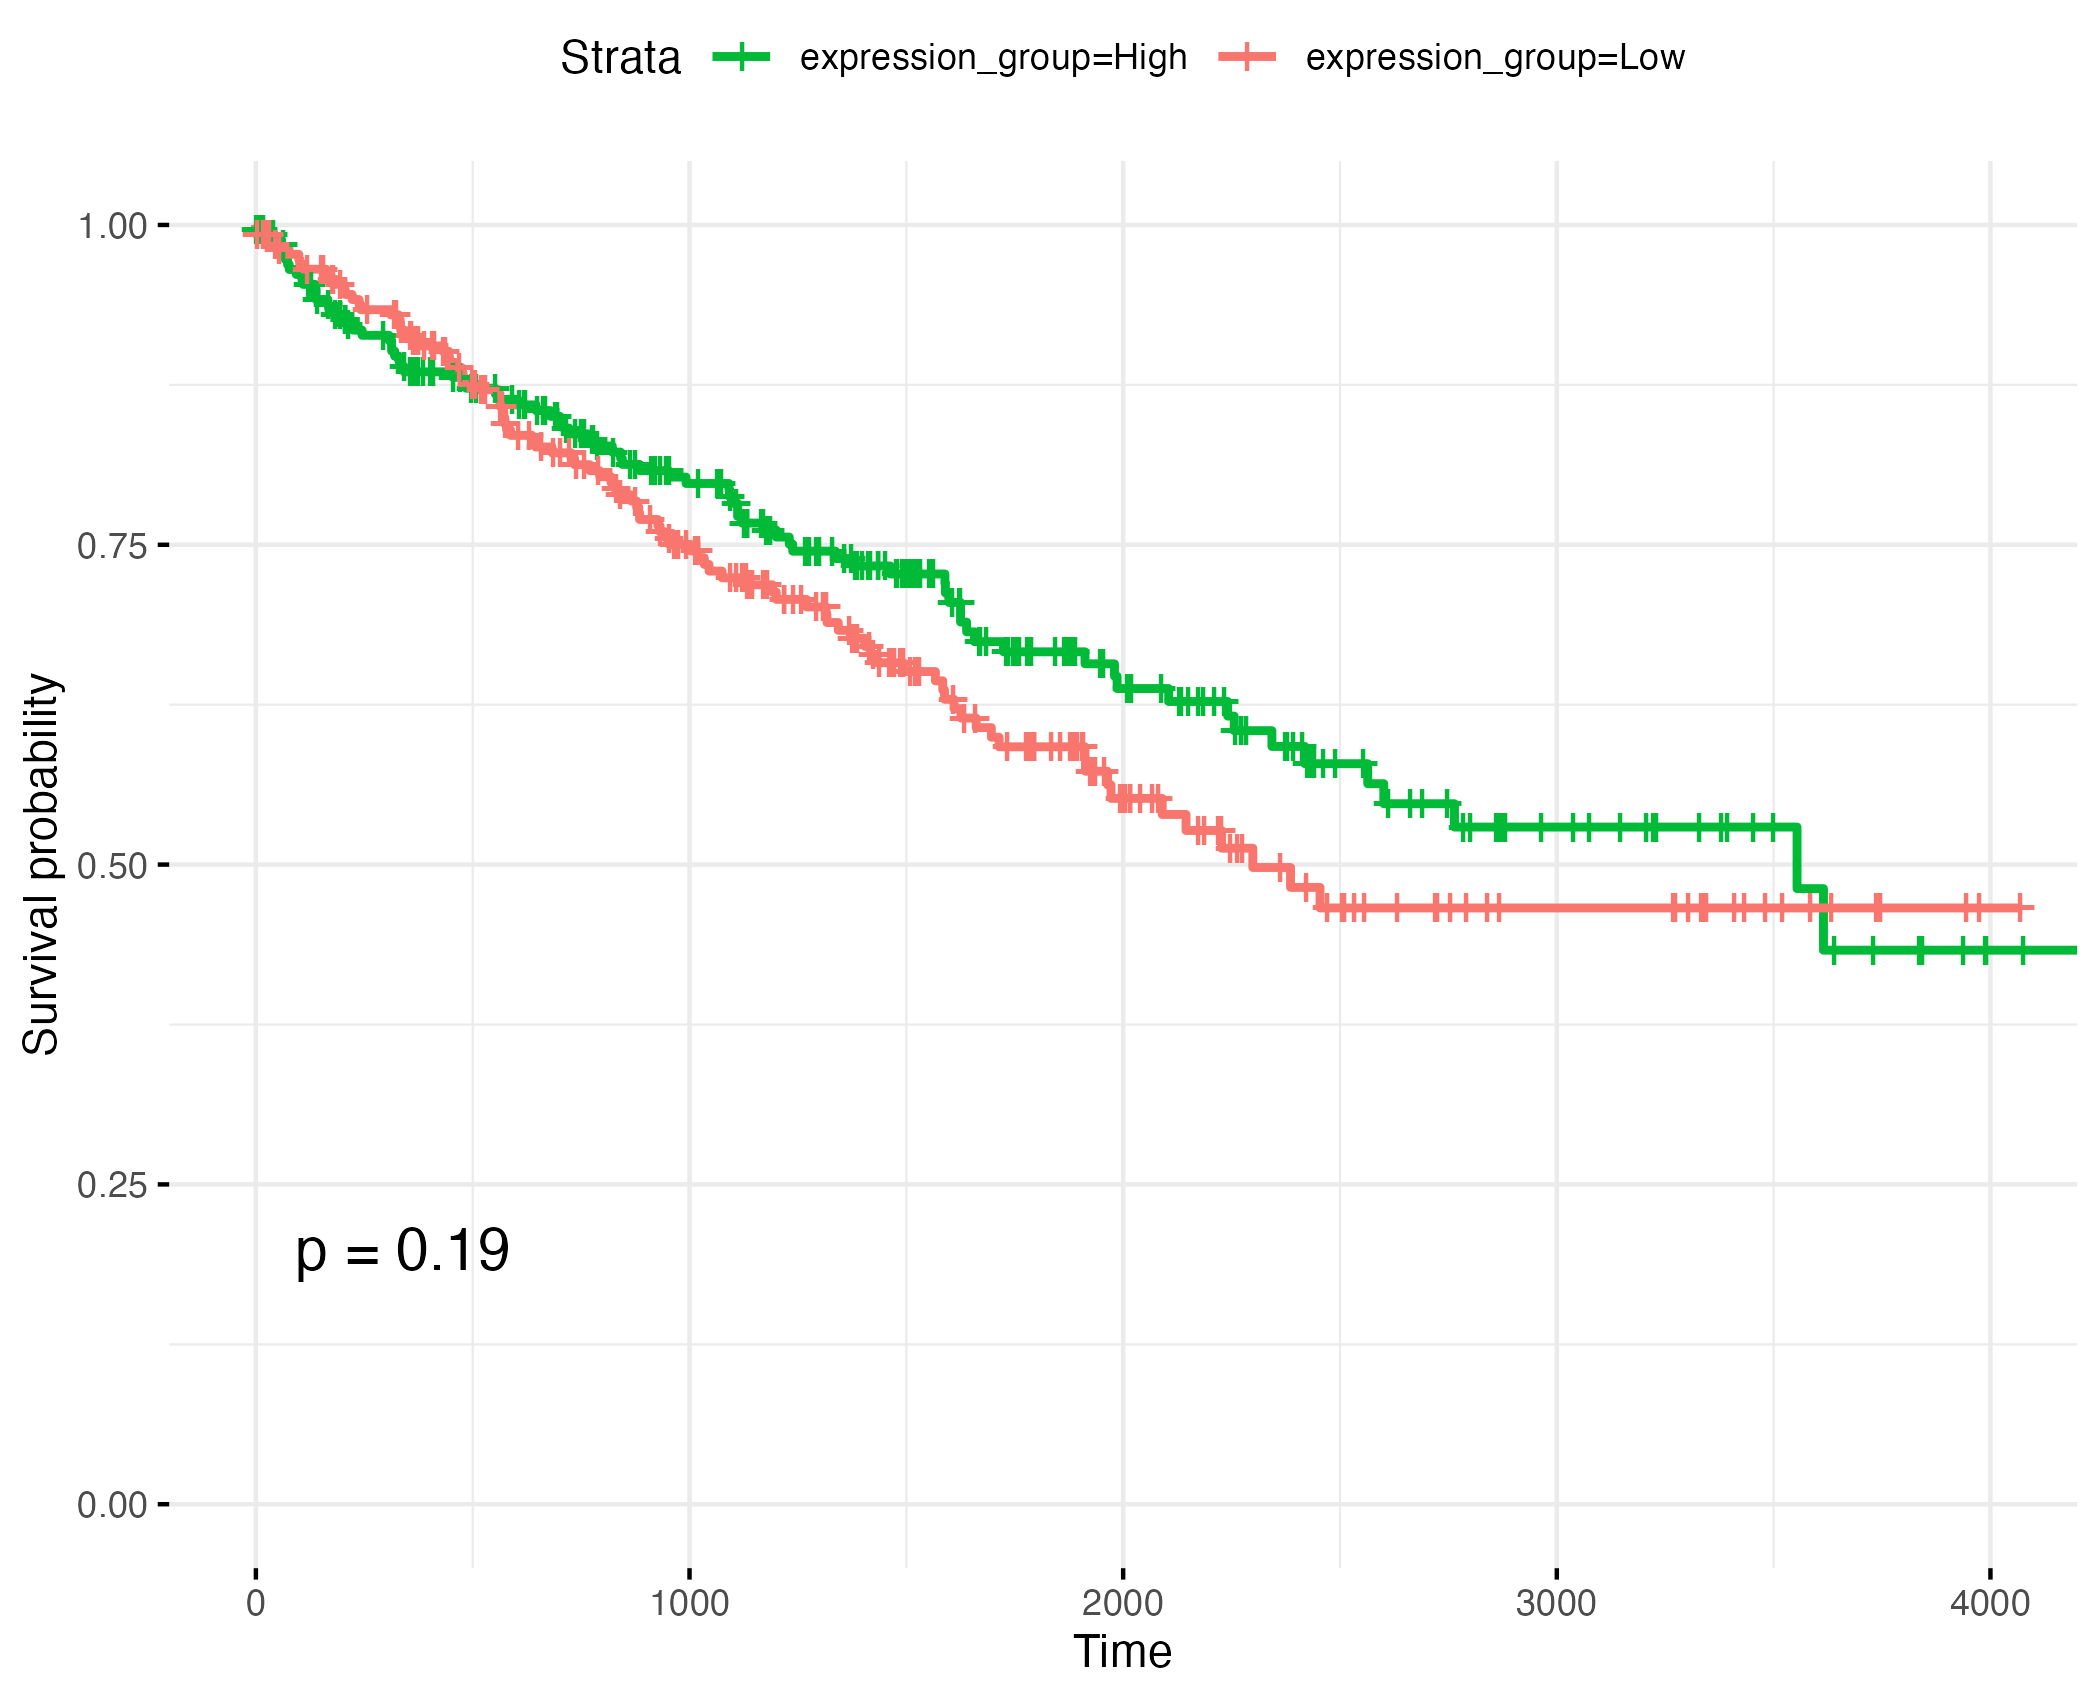 Strata expression_group=High expression_group=Low
1.00
0.75
0.50
0.25
0.00
Survival probability
p = 0.19
0 1000 2000 3000 4000
Time